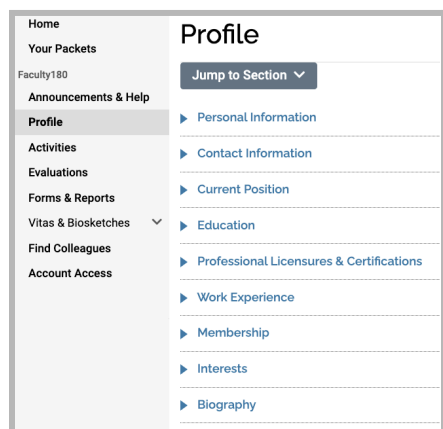 Home
Your Packets
Faculty180
Announcements & Help
Profile
Activities
Evaluations
Forms & Reports
Vitas & Biosketches
Find Colleagues
Account Access
Profile
Jump to Section
Personal Information
Contact Information
Current Position
Education
Professional Licensures & Certifications
Work Experience
Membership
Interests
Biography